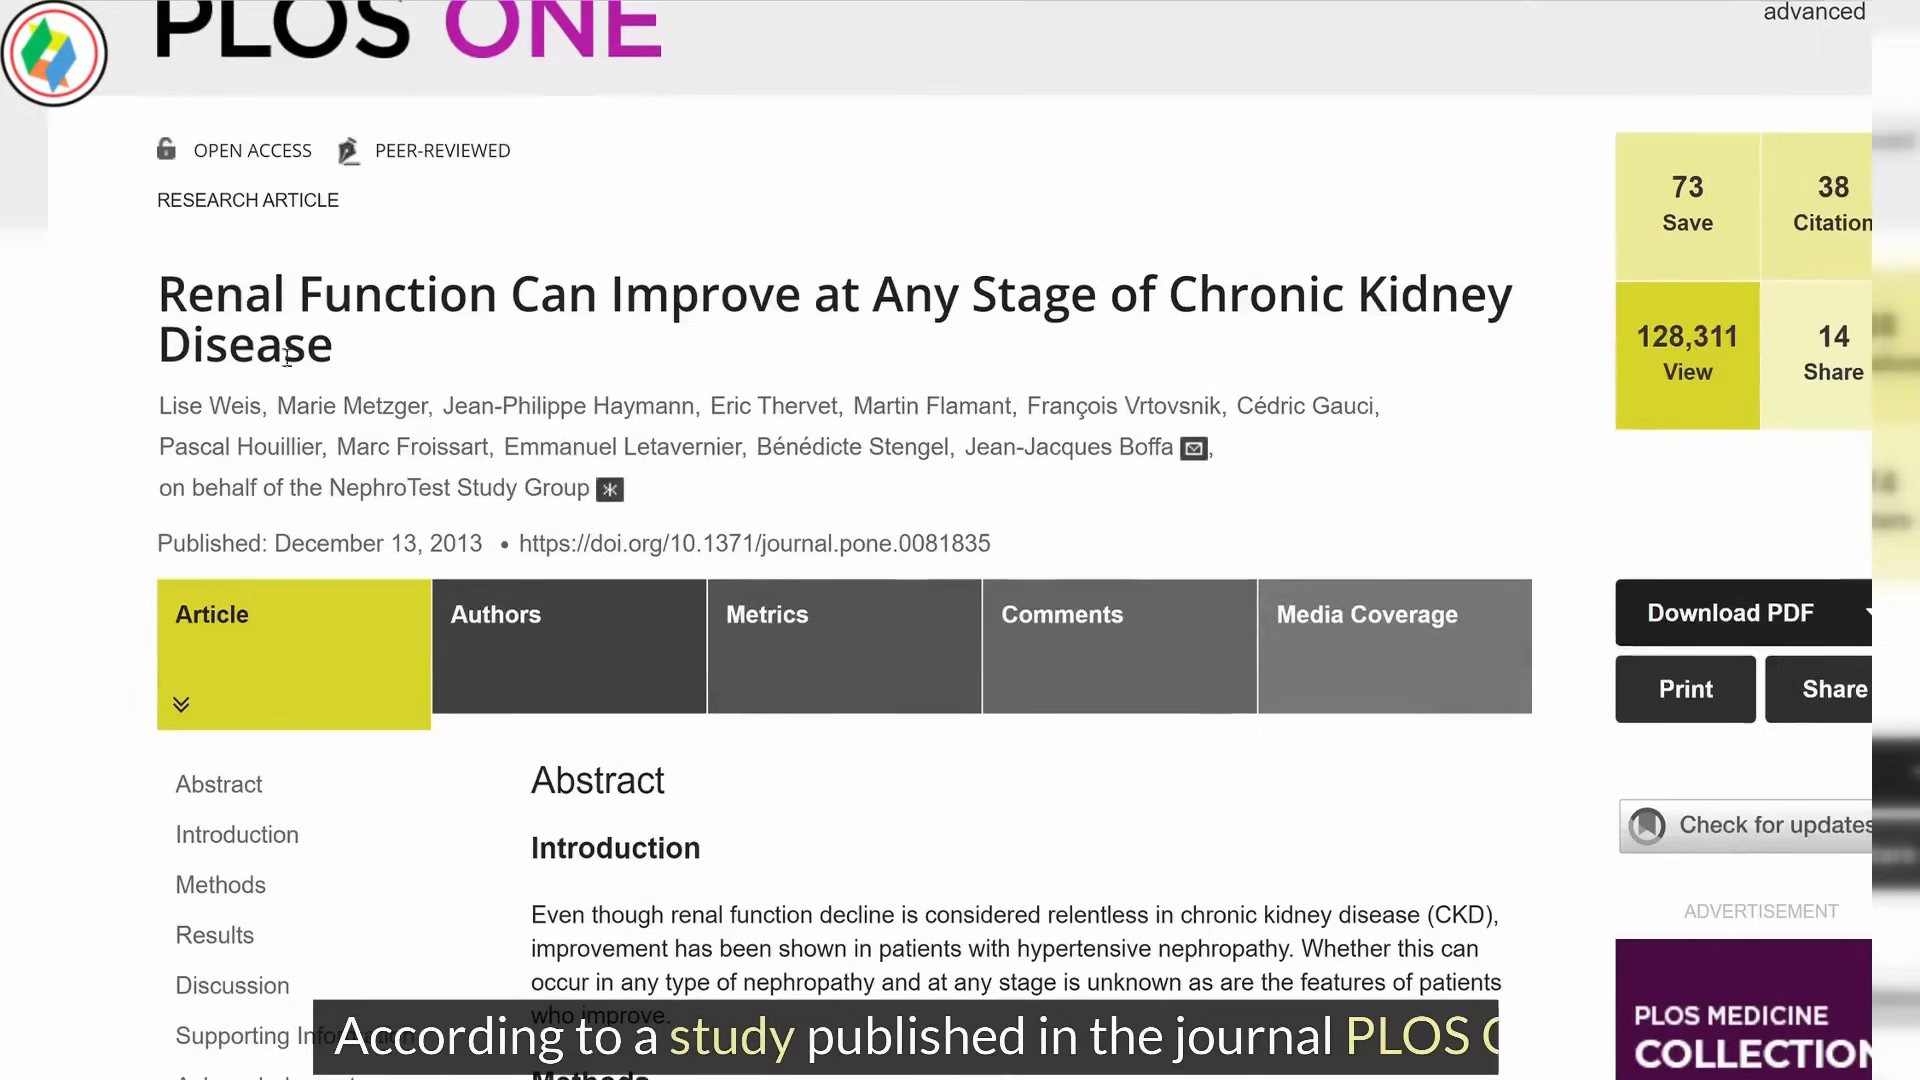 PLOS ONE
advanced
OPEN ACCESS PEER-REVIEWED
RESEARCH ARTICLE
73
Save
38
Citation
Renal Function Can Improve at Any Stage of Chronic Kidney
Disease
128,311
View
14
Share
Lise Weis, Marie Metzger, Jean-Philippe Haymann, Eric Thervet, Martin Flamant, François Vrtovsnik, Cédric Gauci,
Pascal Houillier, Marc Froissart, Emmanuel Letavernier, Bénédicte Stengel, Jean-Jacques Boffa ,
on behalf of the NephroTest Study Group
Published: December 13, 2013 • https://doi.org/10.1371/journal.pone.0081835
Article
Authors
Metrics
Comments
Media Coverage
Download PDF
Print
Share
Abstract
Introduction
Methods
Results
Discussion
Supporting
Abstract
Introduction
Even though renal function decline is considered relentless in chronic kidney disease (CKD),
improvement has been shown in patients with hypertensive nephropathy. Whether this can
occur in any type of nephropathy and at any stage is unknown as are the features of patients
who improve.
Methods
Check for updates
ADVERTISEMENT
PLOS MEDICINE
COLLECTION
According to a study published in the journal PLOS